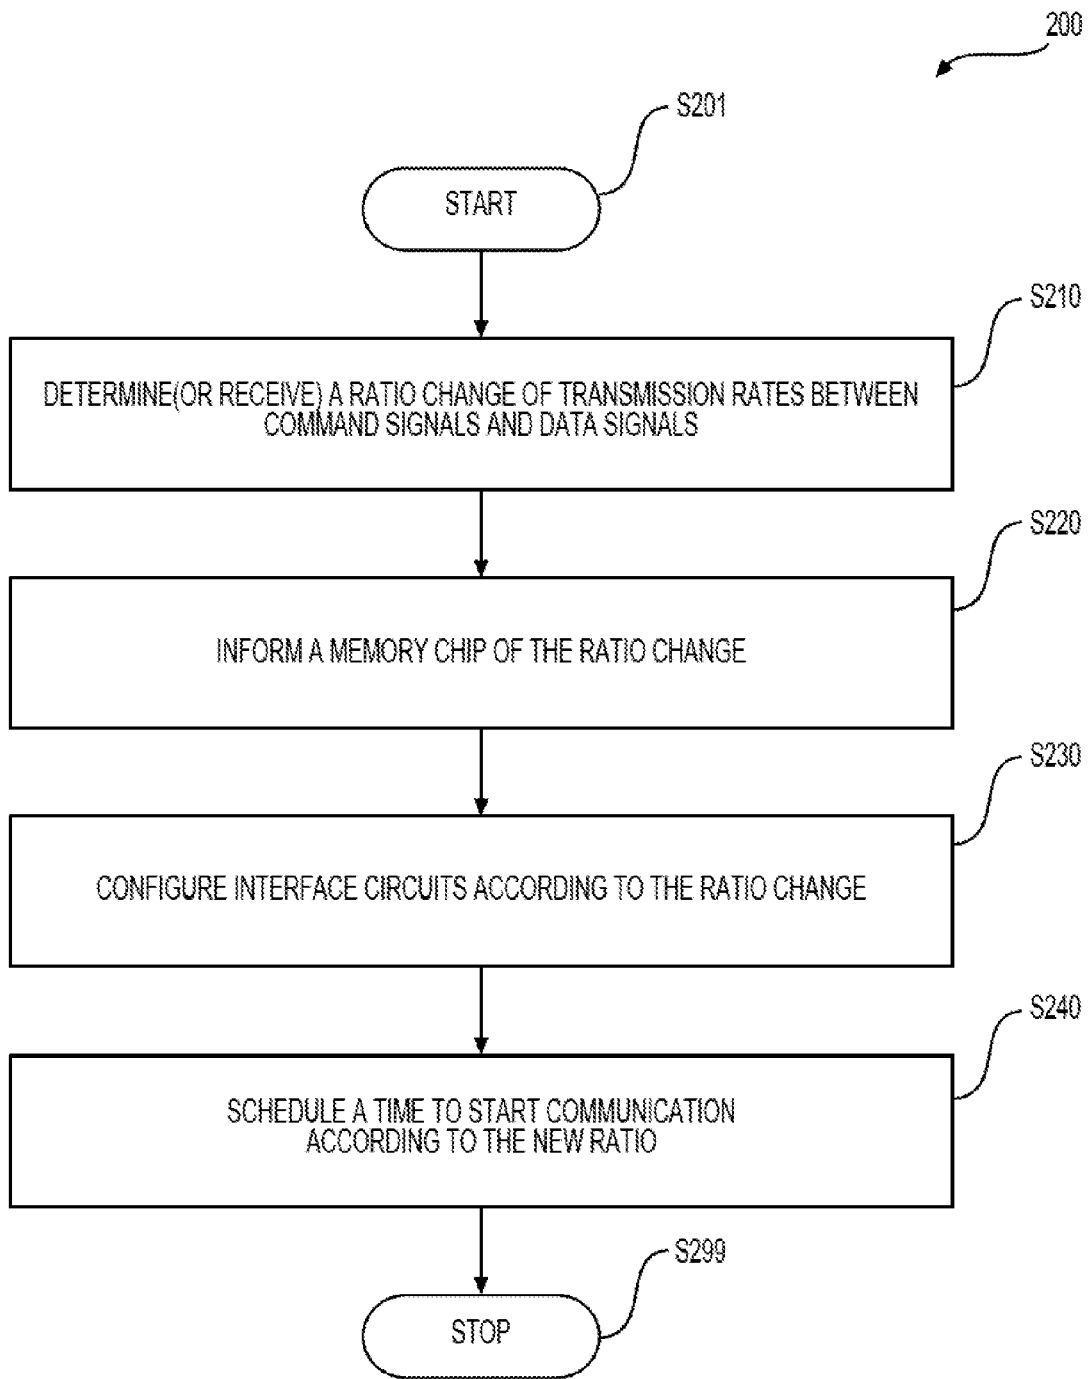 200
S201
START
S210
DETERMINE(OR RECEIVE) A RATIO CHANGE OF TRANSMISSION RATES BETWEEN
COMMAND SIGNALS AND DATA SIGNALS
S220
INFORM A MEMORY CHIP OF THE RATIO CHANGE
S230
CONFIGURE INTERFACE CIRCUITS ACCORDING TO THE RATIO CHANGE
S240
SCHEDULE A TIME TO START COMMUNICATION
ACCORDING TO THE NEW RATIO
S299
STOP